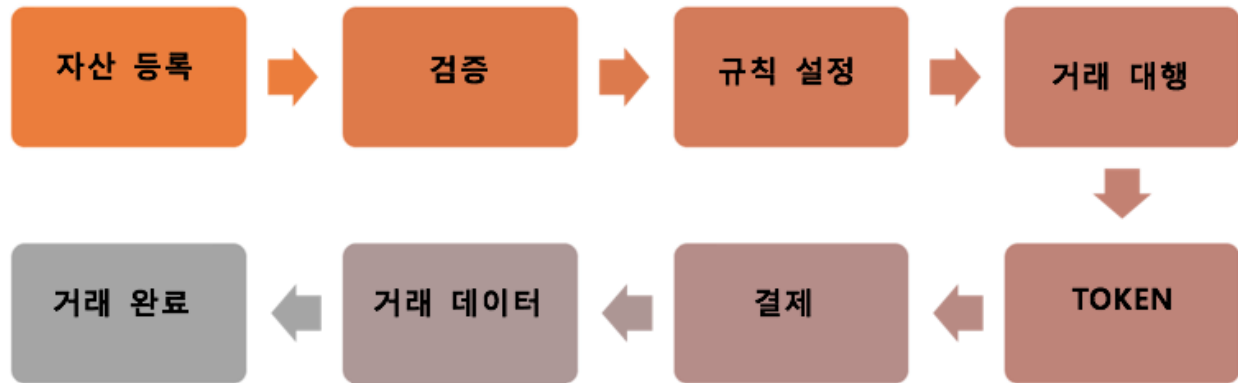 자산 등록
검증
규칙 설정
거래 대행
TOKEN
결제
거래 데이터
거래 완료